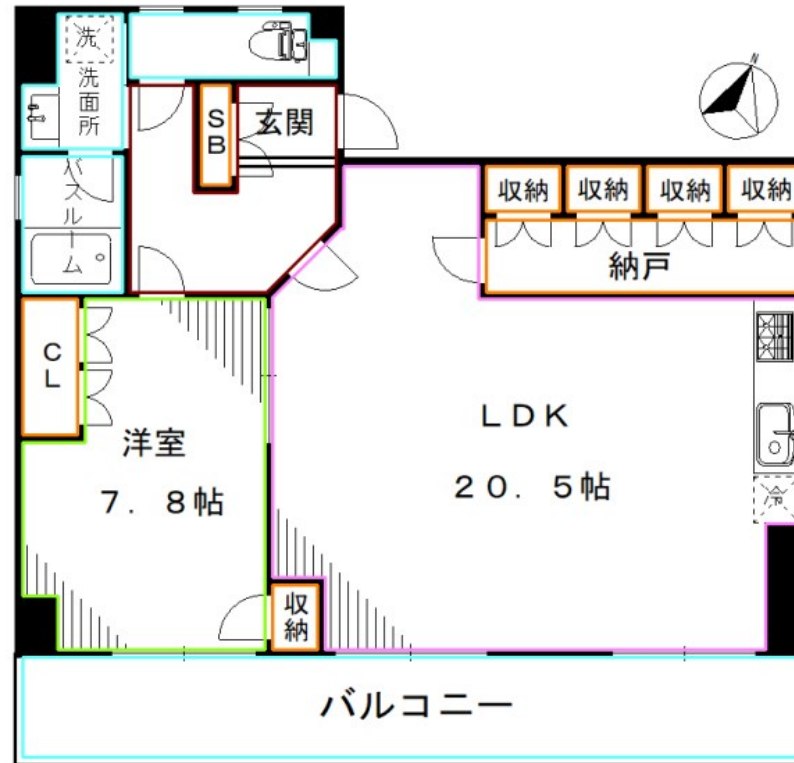 洗
洗面所
SB
玄関
N
バスルーム
収納
収納
収納
収納
納戸
CL
洋室
7.8帖
LDK
20.5帖
冷
収納
バルコニー